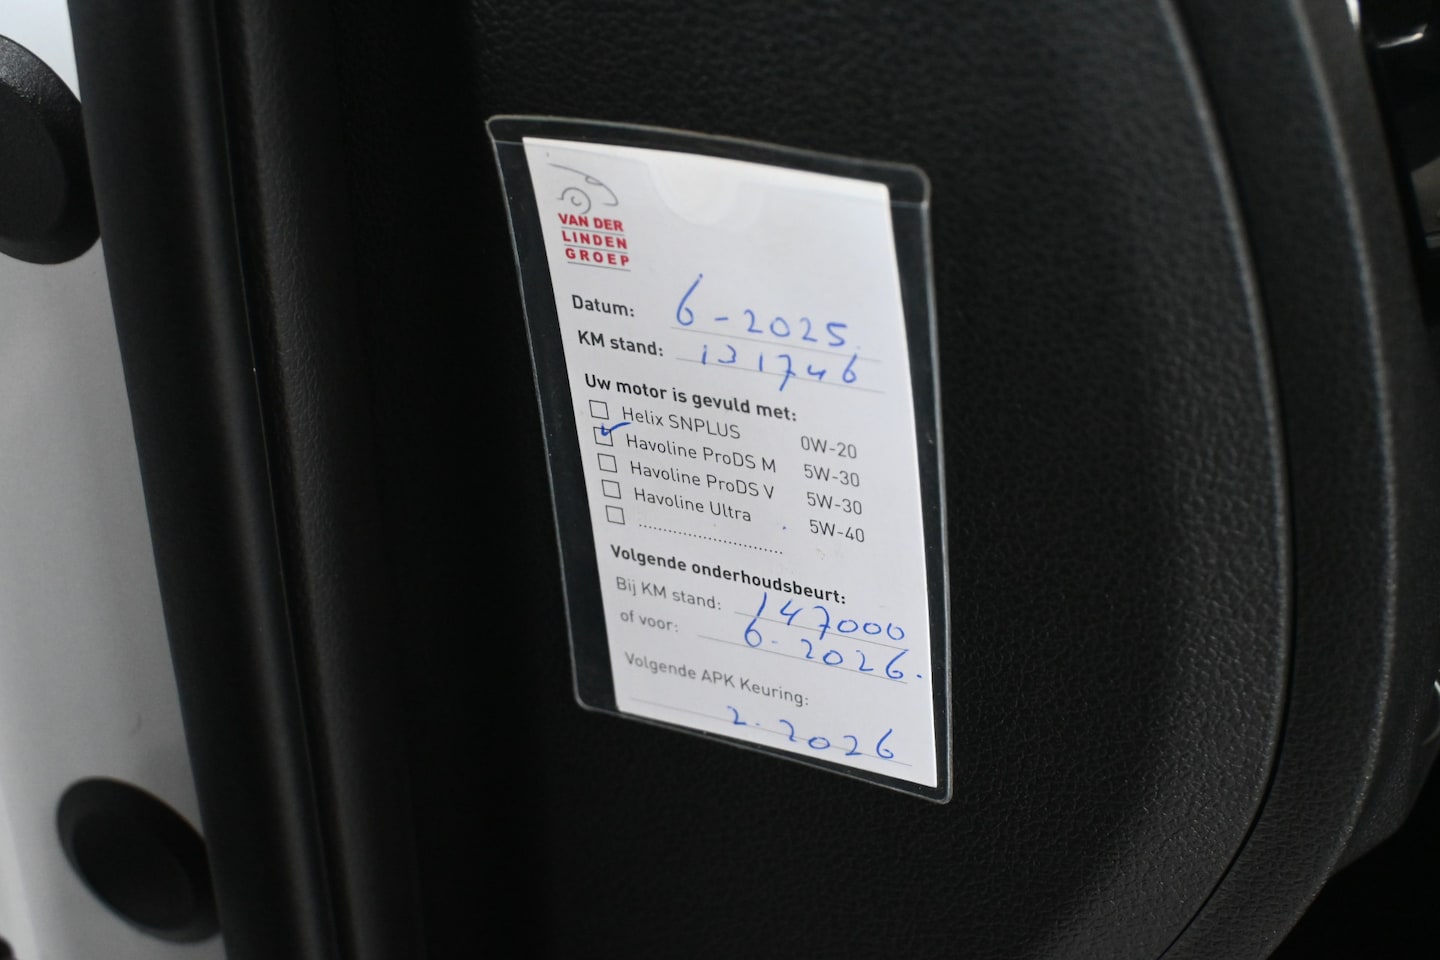 VAN DER
LINDEN
GROEP
Datum: 6-2025.
KM stand: 131746
Uw motor is gevuld met:
Helix SNPLUS 0W-20
Havoline ProDS M 5W-30
Havoline ProDS V 5W-30
Havoline Ultra 5W-40
..............................
Volgende onderhoudsbeurt:
Bij KM stand: 147000
of voor: 6-2026.
Volgende APK Keuring:
2-2026